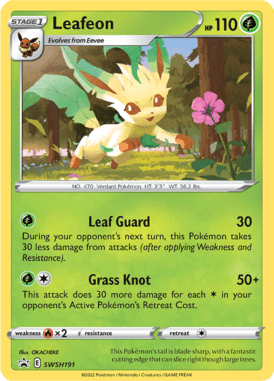 STAGE 1 Leafeon HP 110
Evolves from Eevee
NO. 470 Verdant Pokémon HT: 3'3" WT: 56.2 lbs.
Leaf Guard 30
During your opponent's next turn, this Pokémon takes
30 less damage from attacks (after applying Weakness and
Resistance).
Grass Knot 50+
This attack does 30 more damage for each in your
opponent's Active Pokémon's Retreat Cost.
weakness ×2 resistance retreat
Illus. OKACHEKE
E SWSH191
This Pokémon's tail is blade sharp, with a fantastic
cutting edge that can slice right though large trees.
©2022 Pokémon / Nintendo / Creatures / GAME FREAK